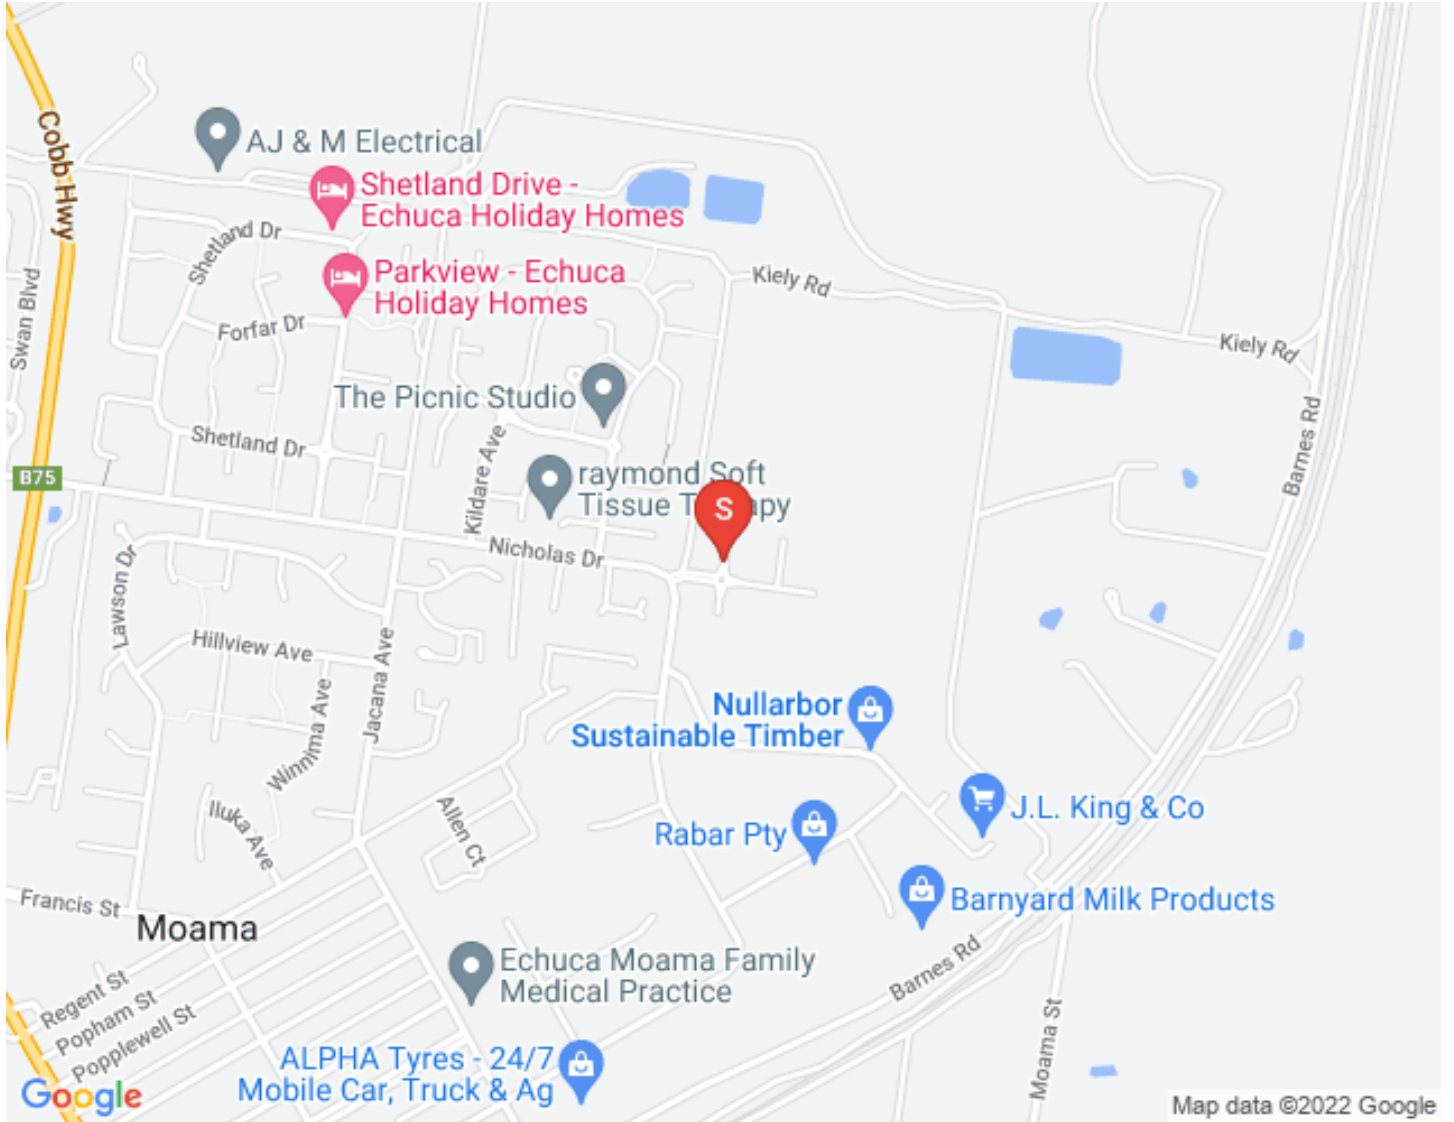 Cobb Hwy
AJ & M Electrical
Shetland Drive -
Echuca Holiday Homes
Shetland Dr
Parkview - Echuca
Holiday Homes
Kiely Rd
Swan Blvd
Forfar Dr
Kiely Rd
The Picnic Studio
Barnes Rd
Shetland Dr
Kildare Ave
B75
raymond Soft
Tissue T apy
S
Nicholas Dr
Lawson Dr
Hillview Ave
Jacana Ave
Winnima Ave
Nullarbor
Sustainable Timber
Iluka Ave
Allen Ct
J.L. King & Co
Rabar Pty
Francis St
Moama
Barnyard Milk Products
Echuca Moama Family
Medical Practice
Barnes Rd
Regent St
Popham St
Popplewell St
Moama St
ALPHA Tyres - 24/7
Mobile Car, Truck & Ag
Google
Map data ©2022 Google